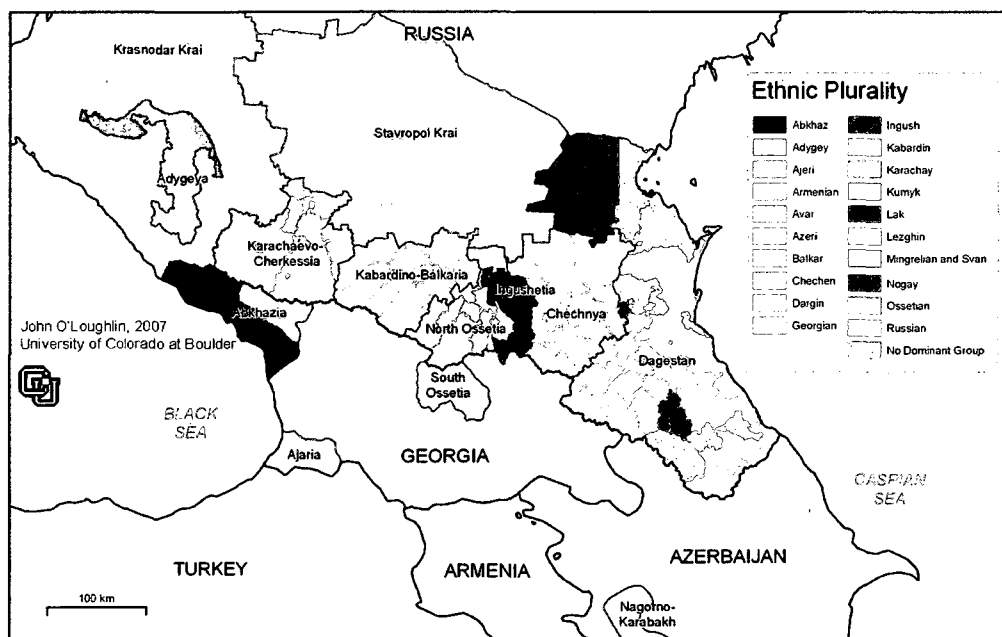 RUSSIA
Krasnodar Krai
Stavropol Krai
Adygeya
Karachaevo-
Cherkessia
Kabardino-Balkaria
Ingushetia
Abkhazia
North Ossetia
Chechnya
South
Ossetia
Dagestan
John O'Loughlin, 2007
University of Colorado at Boulder
CU
BLACK
SEA
Ajaria
GEORGIA
CASPIAN
SEA
TURKEY
ARMENIA
AZERBAIJAN
Nagorno-
Karabakh
100 km
Ethnic Plurality
Abkhaz
Adygey
Ajeri
Armenian
Avar
Azeri
Balkar
Chechen
Dargin
Georgian
Ingush
Kabardin
Karachay
Kumyk
Lak
Lezghin
Mingrelian and Svan
Nogay
Ossetian
Russian
No Dominant Group